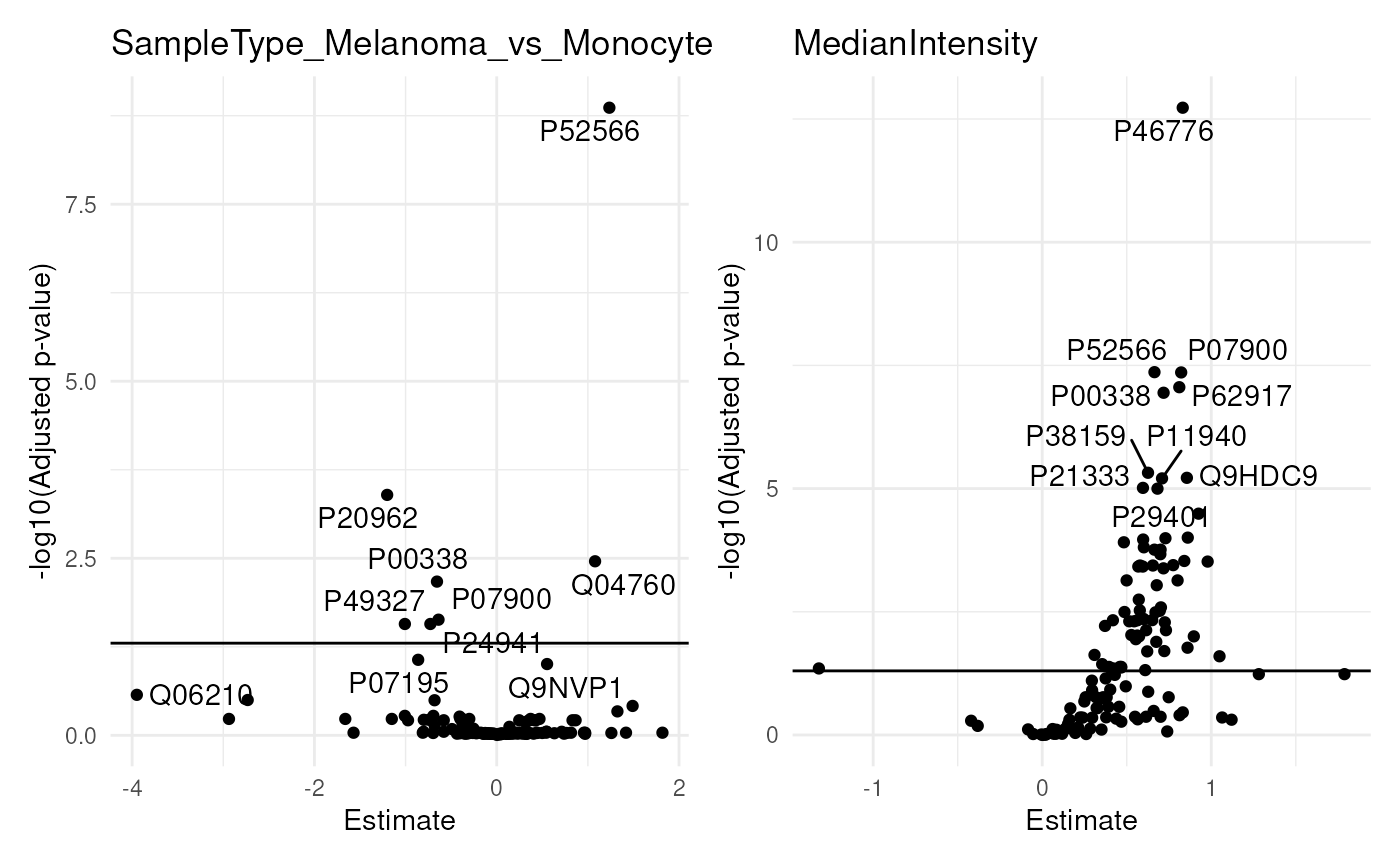 SampleType_Melanoma_vs_Monocyte
-log10(Adjusted p-value)
7.5
5.0
2.5
0.0
P52566
P20962
P00338
Q04760
P49327
P07900
P24941
P07195
Q9NVP1
Q06210
-4
-2
0
2
Estimate
MedianIntensity
-log10(Adjusted p-value)
10
5
0
P46776
P52566
P07900
P00338
P62917
P38159
P11940
P21333
Q9HDC9
P29401
-1
0
1
Estimate